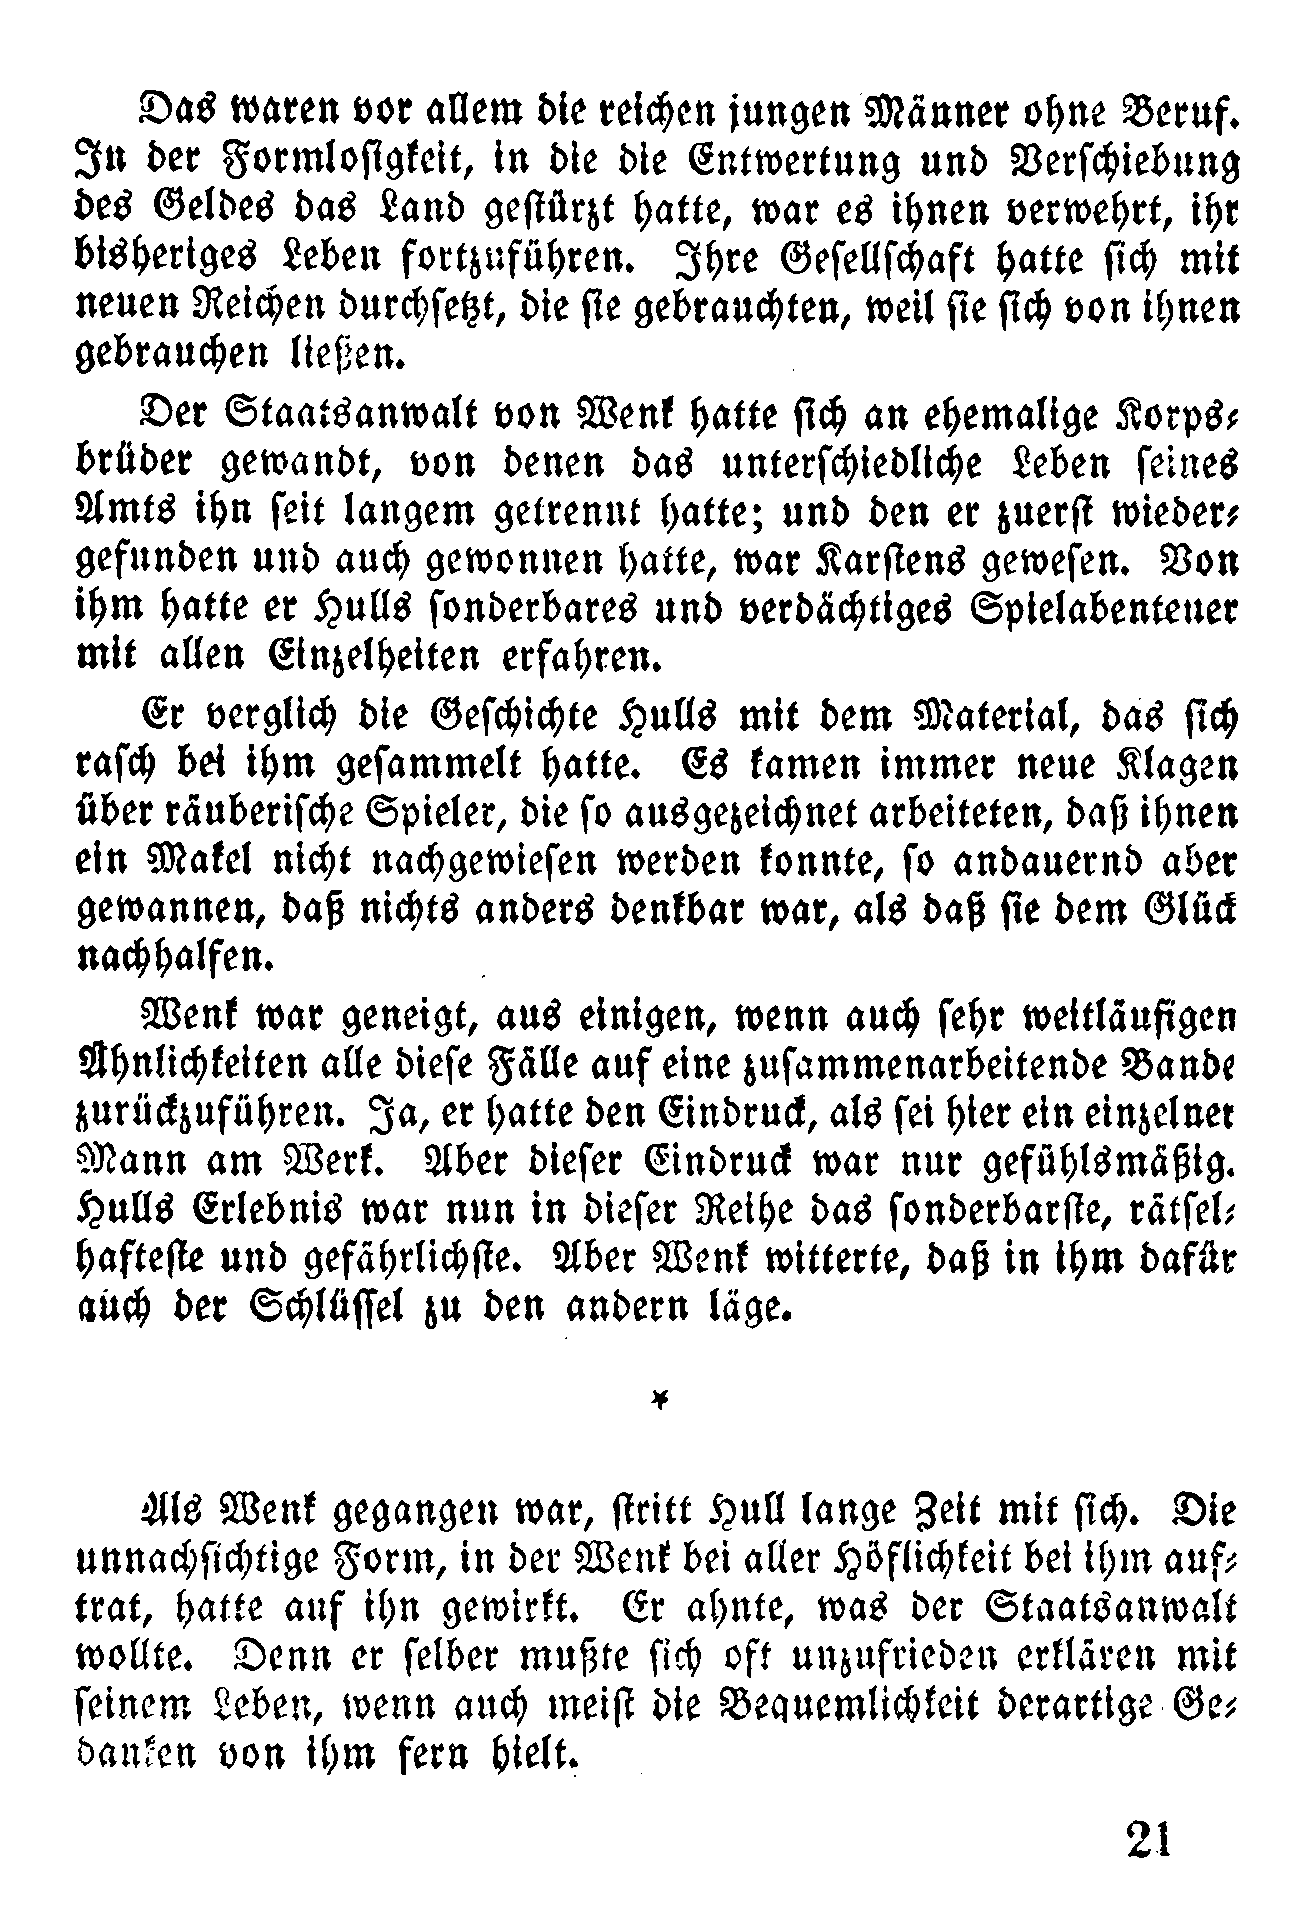 Das waren vor allem die reichen jungen Männer ohne Beruf.
In der Formlosigkeit, in die die Entwertung und Verschiebung
des Geldes das Land gestürzt hatte, war es ihnen verwehrt, ihr
bisheriges Leben fortzuführen. Ihre Gesellschaft hatte sich mit
neuen Reichen durchsetzt, die sie gebrauchten, weil sie sich von ihnen
gebrauchen ließen.
Der Staatsanwalt von Wenk hatte sich an ehemalige Korps-
brüder gewandt, von denen das unterschiedliche Leben seines
Amts ihn seit langem getrennt hatte; und den er zuerst wieder-
gefunden und auch gewonnen hatte, war Karstens gewesen. Von
ihm hatte er Hulls sonderbares und verdächtiges Spielabenteuer
mit allen Einzelheiten erfahren.
Er verglich die Geschichte Hulls mit dem Material, das sich
rasch bei ihm gesammelt hatte. Es kamen immer neue Klagen
über räuberische Spieler, die so ausgezeichnet arbeiteten, daß ihnen
ein Makel nicht nachgewiesen werden konnte, so andauernd aber
gewannen, daß nichts anders denkbar war, als daß sie dem Glück
nachhalfen.
Wenk war geneigt, aus einigen, wenn auch sehr weitläufigen
Ähnlichkeiten alle diese Fälle auf eine zusammenarbeitende Bande
zurückzuführen. Ja, er hatte den Eindruck, als sei hier ein einzelner
Mann am Werk. Aber dieser Eindruck war nur gefühlsmäßig.
Hulls Erlebnis war nun in dieser Reihe das sonderbarste, rätsel-
hafteste und gefährlichste. Aber Wenk witterte, daß in ihm dafür
auch der Schlüssel zu den andern läge.
*
Als Wenk gegangen war, stritt Hull lange Zeit mit sich. Die
unnachsichtige Form, in der Wenk bei aller Höflichkeit bei ihm auf-
trat, hatte auf ihn gewirkt. Er ahnte, was der Staatsanwalt
wollte. Denn er selber mußte sich oft unzufrieden erklären mit
seinem Leben, wenn auch meist die Bequemlichkeit derartige Ge-
danken von ihm fern hielt.
21